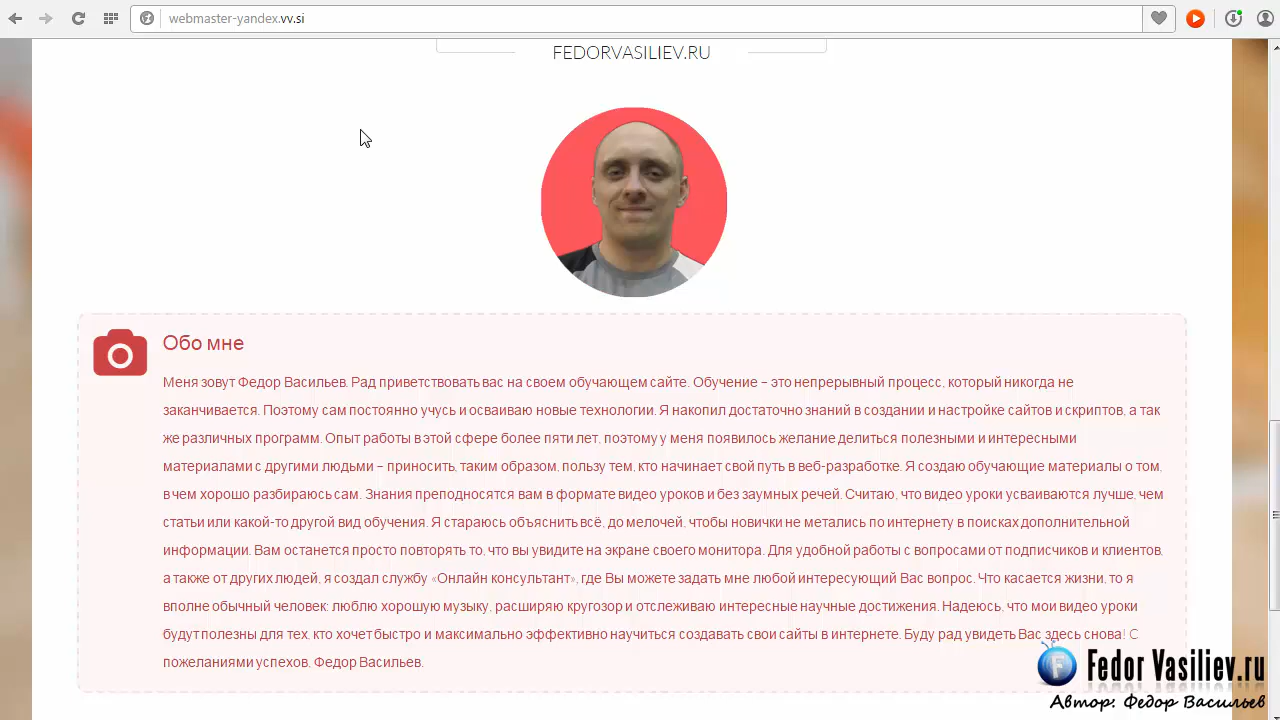 webmaster-yandex.vv.si
FEDORVASILIEV.RU
Обо мне
Меня зовут Федор Васильев. Рад приветствовать вас на своем обучающем сайте. Обучение – это непрерывный процесс, который никогда не
заканчивается. Поэтому сам постоянно учусь и осваиваю новые технологии. Я накопил достаточно знаний в создании и настройке сайтов и скриптов, а так
же различных программ. Опыт работы в этой сфере более пяти лет, поэтому у меня появилось желание делиться полезными и интересными
материалами с другими людьми – приносить, таким образом, пользу тем, кто начинает свой путь в веб-разработке. Я создаю обучающие материалы о том,
в чем хорошо разбираюсь сам. Знания преподносятся вам в формате видео уроков и без заумных речей. Считаю, что видео уроки усваиваются лучше, чем
статьи или какой-то другой вид обучения. Я стараюсь объяснить всё, до мелочей, чтобы новички не метались по интернету в поисках дополнительной
информации. Вам останется просто повторять то, что вы увидите на экране своего монитора. Для удобной работы с вопросами от подписчиков и клиентов,
а также от других людей, я создал службу «Онлайн консультант», где Вы можете задать мне любой интересующий Вас вопрос. Что касается жизни, то я
вполне обычный человек: люблю хорошую музыку, расширяю кругозор и отслеживаю интересные научные достижения. Надеюсь, что мои видео уроки
будут полезны для тех, кто хочет быстро и максимально эффективно научиться создавать свои сайты в интернете. Буду рад увидеть Вас здесь снова! С
пожеланиями успехов, Федор Васильев.
Fedor Vasiliev.ru
Автор: Федор Васильев